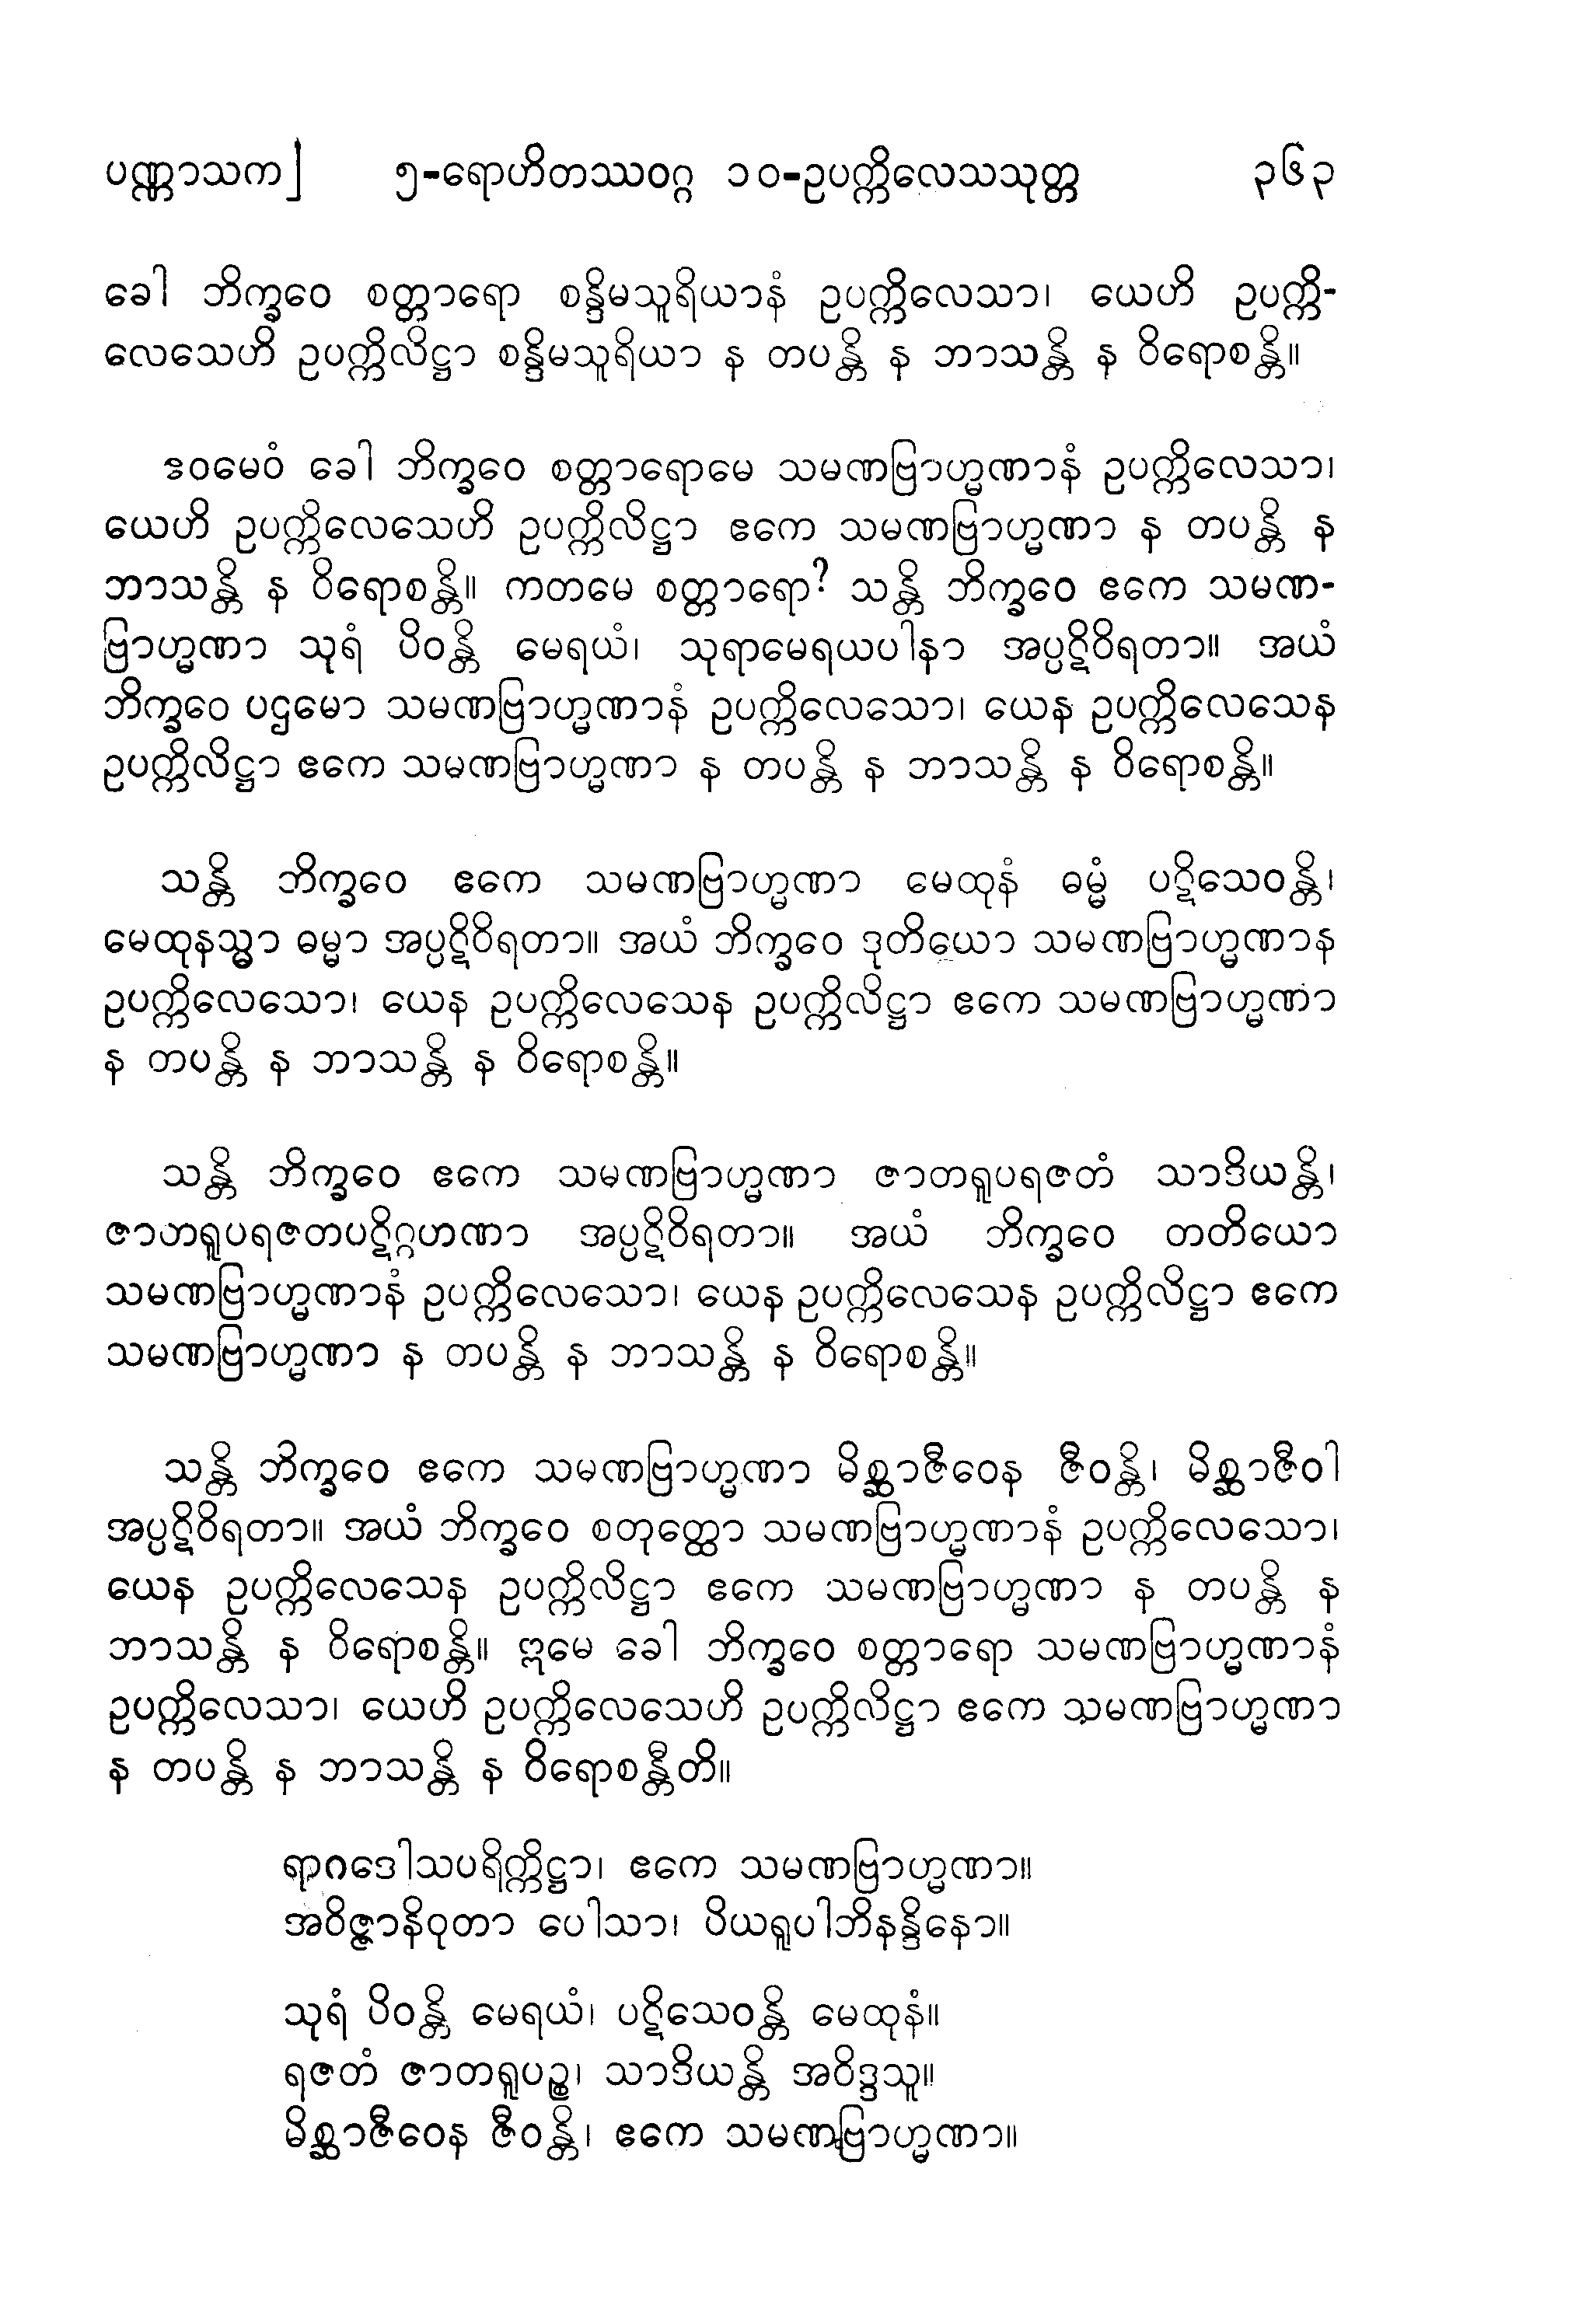 ပဏ္ဏာသက] ၅-ရောဟိတဿဝဂ္ဂ ၁၀-ဥပက္ကိလေသသုတ္တ ၃၆၃
ခေါ ဘိက္ခဝေ စတ္တာရော စန္ဒိမသူရိယာနံ ဥပက္ကိလေသာ၊ ယေဟိ ဥပက္ကိ-
လေသေဟိ ဥပက္ကိလိဋ္ဌာ စန္ဒိမသူရိယာ န တပန္တိ န ဘာသန္တိ န ဝိရောစန္တိ။
ဧဝမေဝံ ခေါ ဘိက္ခဝေ စတ္တာရောမေ သမဏဗြာဟ္မဏာနံ ဥပက္ကိလေသာ၊
ယေဟိ ဥပက္ကိလေသေဟိ ဥပက္ကိလိဋ္ဌာ ဧကေ သမဏဗြာဟ္မဏာ န တပန္တိ န
ဘာသန္တိ န ဝိရောစန္တိ။ ကတမေ စတ္တာရော? သန္တိ ဘိက္ခဝေ ဧကေ သမဏ-
ဗြာဟ္မဏာ သုရံ ပိဝန္တိ မေရယံ၊ သုရာမေရယပါနာ အပ္ပဋိဝိရတာ။ အယံ
ဘိက္ခဝေ ပဌမော သမဏဗြာဟ္မဏာနံ ဥပက္ကိလေသော၊ ယေန ဥပက္ကိလေသေန
ဥပက္ကိလိဋ္ဌာ ဧကေ သမဏဗြာဟ္မဏာ န တပန္တိ န ဘာသန္တိ န ဝိရောစန္တိ။
သန္တိ ဘိက္ခဝေ ဧကေ သမဏဗြာဟ္မဏာ မေထုနံ ဓမ္မံ ပဋိသေဝန္တိ၊
မေထုနသ္မာ ဓမ္မာ အပ္ပဋိဝိရတာ။ အယံ ဘိက္ခဝေ ဒုတိယော သမဏဗြာဟ္မဏာန
ဥပက္ကိလေသော၊ ယေန ဥပက္ကိလေသေန ဥပက္ကိလိဋ္ဌာ ဧကေ သမဏဗြာဟ္မဏာ
န တပန္တိ န ဘာသန္တိ န ဝိရောစန္တိ။
သန္တိ ဘိက္ခဝေ ဧကေ သမဏဗြာဟ္မဏာ ဇာတရူပရဇတံ သာဒိယန္တိ၊
ဇာတရူပရဇတပဋိဂ္ဂဟဏာ အပ္ပဋိဝိရတာ။ အယံ ဘိက္ခဝေ တတိယော
သမဏဗြာဟ္မဏာနံ ဥပက္ကိလေသော၊ ယေန ဥပက္ကိလေသေန ဥပက္ကိလိဋ္ဌာ ဧကေ
သမဏဗြာဟ္မဏာ န တပန္တိ န ဘာသန္တိ န ဝိရောစန္တိ။
သန္တိ ဘိက္ခဝေ ဧကေ သမဏဗြာဟ္မဏာ မိစ္ဆာဇီဝေန ဇီဝန္တိ၊ မိစ္ဆာဇီဝါ
အပ္ပဋိဝိရတာ။ အယံ ဘိက္ခဝေ စတုတ္ထော သမဏဗြာဟ္မဏာနံ ဥပက္ကိလေသော၊
ယေန ဥပက္ကိလေသေန ဥပက္ကိလိဋ္ဌာ ဧကေ သမဏဗြာဟ္မဏာ န တပန္တိ န
ဘာသန္တိ န ဝိရောစန္တိ။ ဣမေ ခေါ ဘိက္ခဝေ စတ္တာရော သမဏဗြာဟ္မဏာနံ
ဥပက္ကိလေသာ၊ ယေဟိ ဥပက္ကိလေသေဟိ ဥပက္ကိလိဋ္ဌာ ဧကေ သမဏဗြာဟ္မဏာ
န တပန္တိ န ဘာသန္တိ န ဝိရောစန္တီတိ။
ရာဂဒေါသပရိက္ကိဋ္ဌာ၊ ဧကေ သမဏဗြာဟ္မဏာ။
အဝိဇ္ဇာနိဝုတာ ပေါသာ၊ ပိယရူပါဘိနန္ဒိနော။
သုရံ ပိဝန္တိ မေရယံ၊ ပဋိသေဝန္တိ မေထုနံ။
ရဇတံ ဇာတရူပဉ္စ၊ သာဒိယန္တိ အဝိဒ္ဒသူ။
မိစ္ဆာဇီဝေန ဇီဝန္တိ၊ ဧကေ သမဏဗြာဟ္မဏာ။